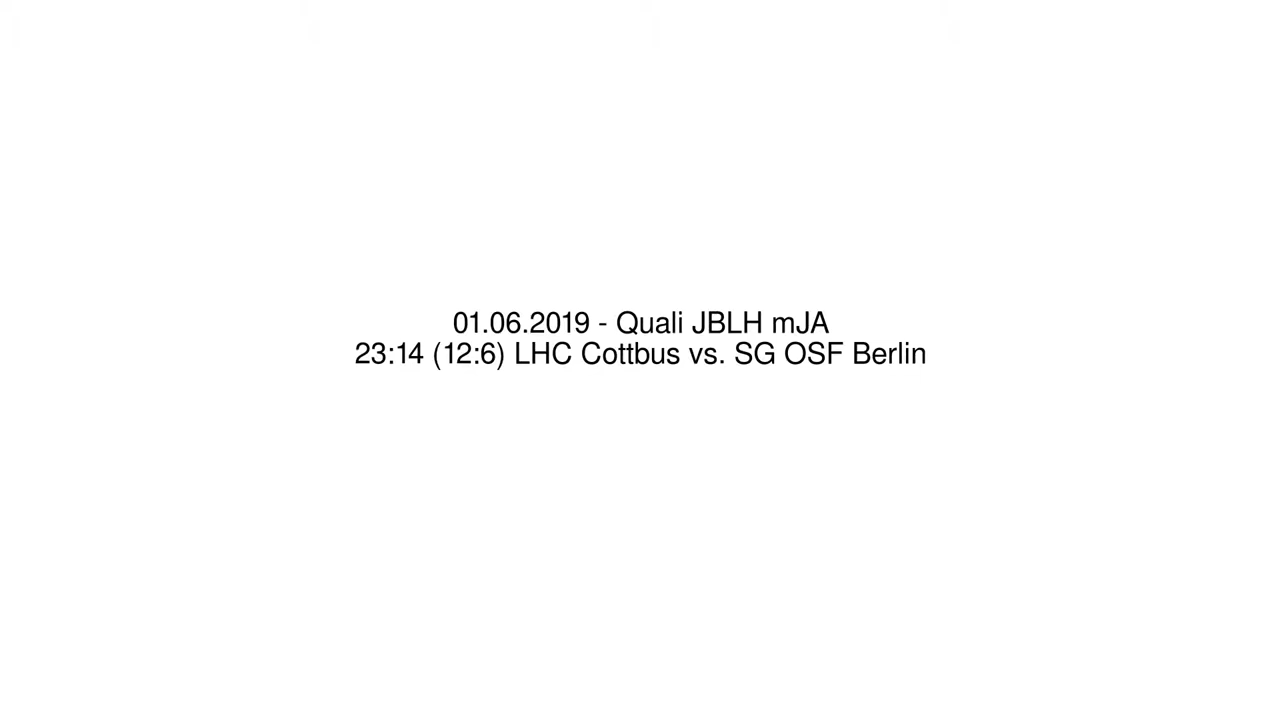 01.06.2019 - Quali JBLH mJA
23:14 (12:6) LHC Cottbus vs. SG OSF Berlin